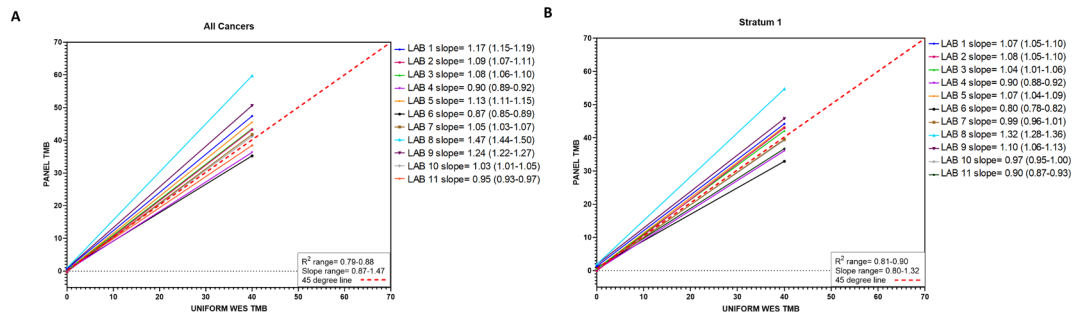 A
All Cancers
PANEL TMB
70
60
50
40
30
20
10
0
0 10 20 30 40 50 60 70
UNIFORM WES TMB
R² range= 0.79-0.88
Slope range= 0.87-1.47
45 degree line
LAB 1 slope= 1.17 (1.15-1.19)
LAB 2 slope= 1.09 (1.07-1.11)
LAB 3 slope= 1.08 (1.06-1.10)
LAB 4 slope= 0.90 (0.89-0.92)
LAB 5 slope= 1.13 (1.11-1.15)
LAB 6 slope= 0.87 (0.85-0.89)
LAB 7 slope= 1.05 (1.03-1.07)
LAB 8 slope= 1.47 (1.44-1.50)
LAB 9 slope= 1.24 (1.22-1.27)
LAB 10 slope= 1.03 (1.01-1.05)
LAB 11 slope= 0.95 (0.93-0.97)
B
Stratum 1
PANEL TMB
70
60
50
40
30
20
10
0
0 10 20 30 40 50 60 70
UNIFORM WES TMB
R² range= 0.81-0.90
Slope range= 0.80-1.32
45 degree line
LAB 1 slope= 1.07 (1.05-1.10)
LAB 2 slope= 1.08 (1.05-1.10)
LAB 3 slope= 1.04 (1.01-1.06)
LAB 4 slope= 0.90 (0.88-0.92)
LAB 5 slope= 1.07 (1.04-1.09)
LAB 6 slope= 0.80 (0.78-0.82)
LAB 7 slope= 0.99 (0.96-1.01)
LAB 8 slope= 1.32 (1.28-1.36)
LAB 9 slope= 1.10 (1.06-1.13)
LAB 10 slope= 0.97 (0.95-1.00)
LAB 11 slope= 0.90 (0.87-0.93)